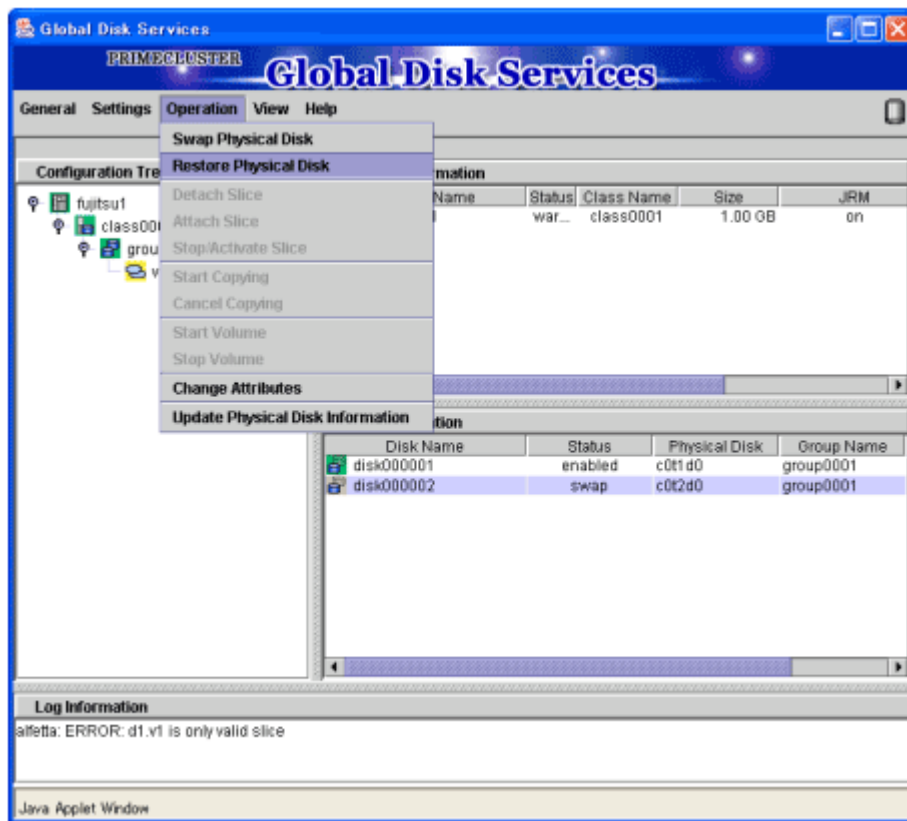 Global Disk Services
PRIMECLUSTER
Global Disk Services
General Settings Operation View Help
Swap Physical Disk
Restore Physical Disk
Detach Slice
Attach Slice
Stop/Activate Slice
Start Copying
Cancel Copying
Start Volume
Stop Volume
Change Attributes
Update Physical Disk Information
Configuration Tre
fujitsu1
class00
grou
v
mation
Name Status Class Name Size JRM
war... class0001 1.00 GB on
tion
Disk Name Status Physical Disk Group Name
disk000001 enabled c0t1d0 group0001
disk000002 swap c0t2d0 group0001
Log Information
alfetta: ERROR: d1.v1 is only valid slice
Java Applet Window